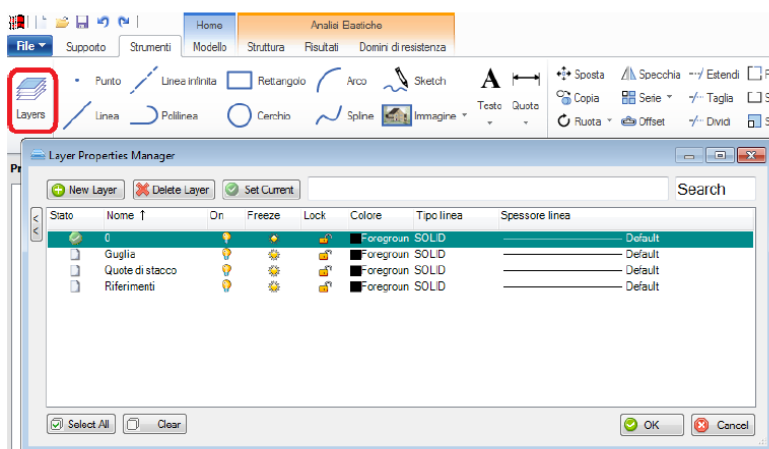 Home Analisi Elastiche
File Supporto Strumenti Modello Struttura Risultati Domini di resistenza
Layers
Punto Linea infinita Rettangolo Arco Sketch
Linea Polilinea Cerchio Spline Immagine
A
Testo Quota
Sposta Specchia Estendi
Copia Serie Taglia
Ruota Offset Dividi
Layer Properties Manager
New Layer Delete Layer Set Current Search
Stato Nome ↑ On Freeze Lock Colore Tipo linea Spessore linea
0 Foregroun SOLID Default
Guglia Foregroun SOLID Default
Quote di stacco Foregroun SOLID Default
Riferimenti Foregroun SOLID Default
Select All Clear OK Cancel